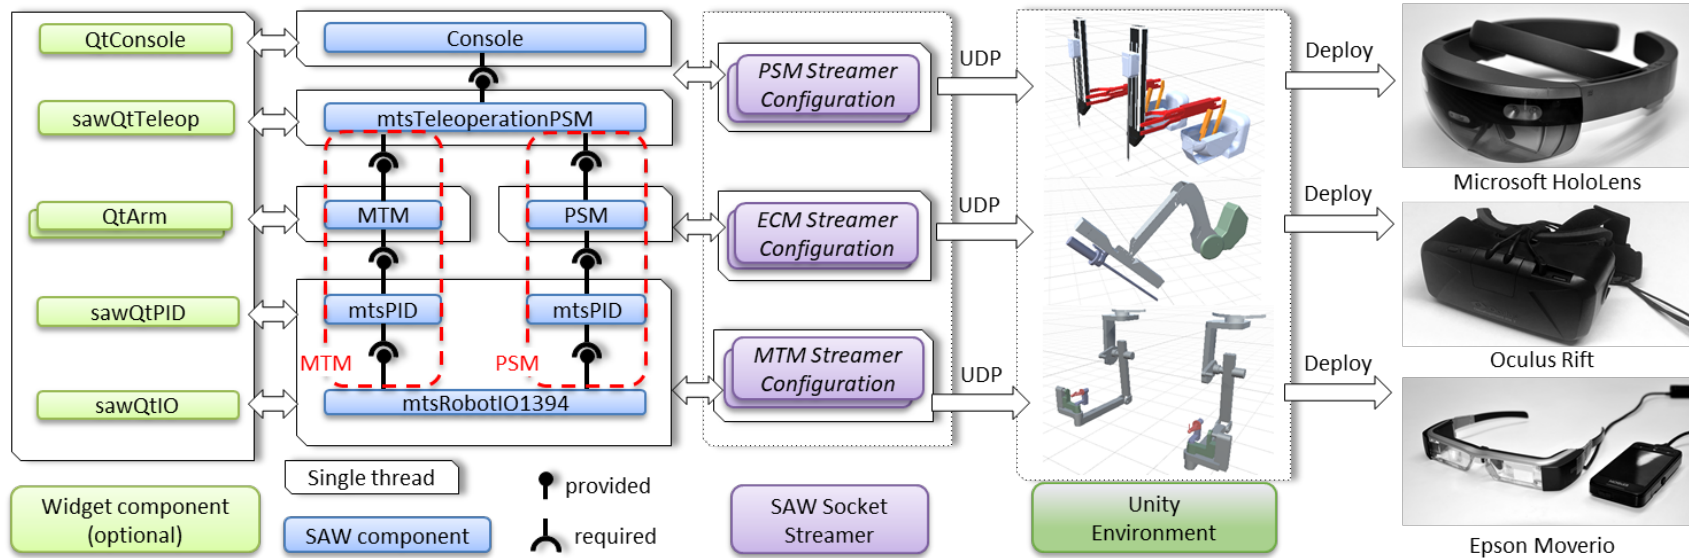 QtConsole
sawQtTeleop
QtArm
sawQtPID
sawQtIO
Widget component
(optional)
Console
mtsTeleoperationPSM
MTM
PSM
mtsPID
mtsPID
MTM
PSM
mtsRobotIO1394
Single thread
SAW component
provided
required
PSM Streamer
Configuration
ECM Streamer
Configuration
MTM Streamer
Configuration
SAW Socket
Streamer
UDP
UDP
UDP
Unity
Environment
Deploy
Deploy
Deploy
Microsoft HoloLens
Oculus Rift
Epson Moverio